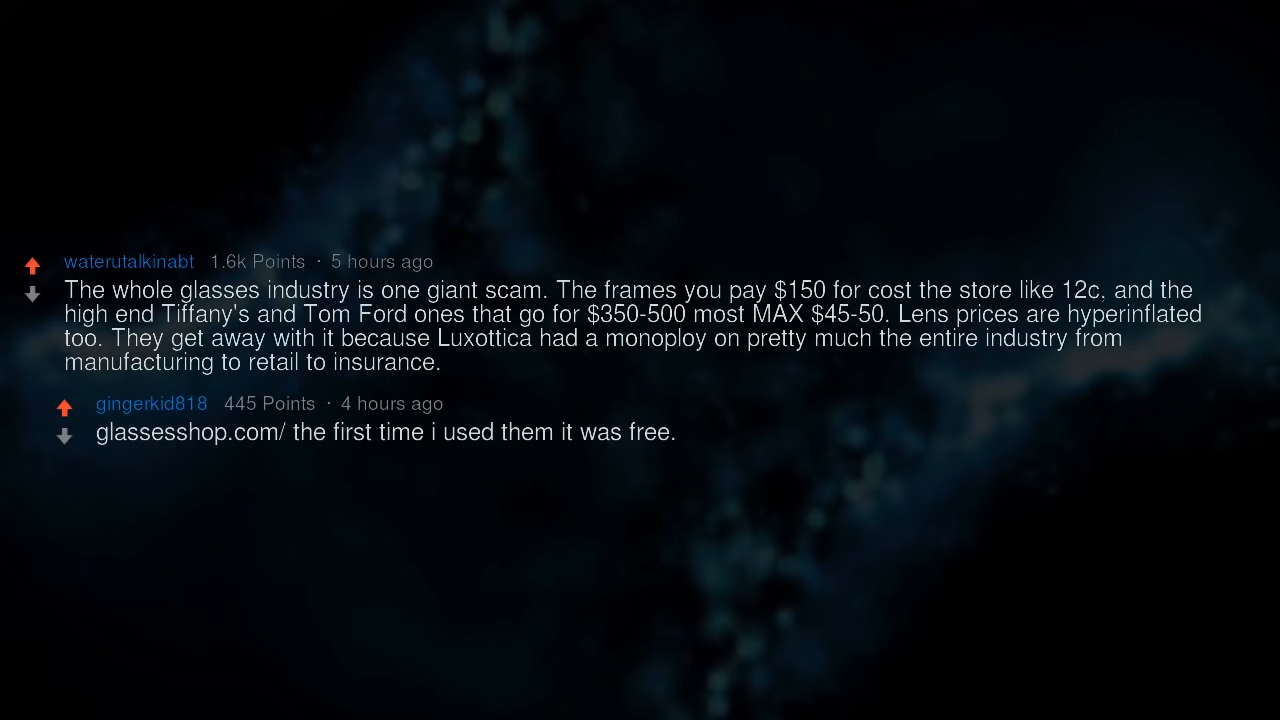 waterutalkinabt 1.6k Points · 5 hours ago
The whole glasses industry is one giant scam. The frames you pay $150 for cost the store like 12c, and the
high end Tiffany's and Tom Ford ones that go for $350-500 most MAX $45-50. Lens prices are hyperinflated
too. They get away with it because Luxottica had a monoploy on pretty much the entire industry from
manufacturing to retail to insurance.
gingerkid818 445 Points · 4 hours ago
glassesshop.com/ the first time i used them it was free.